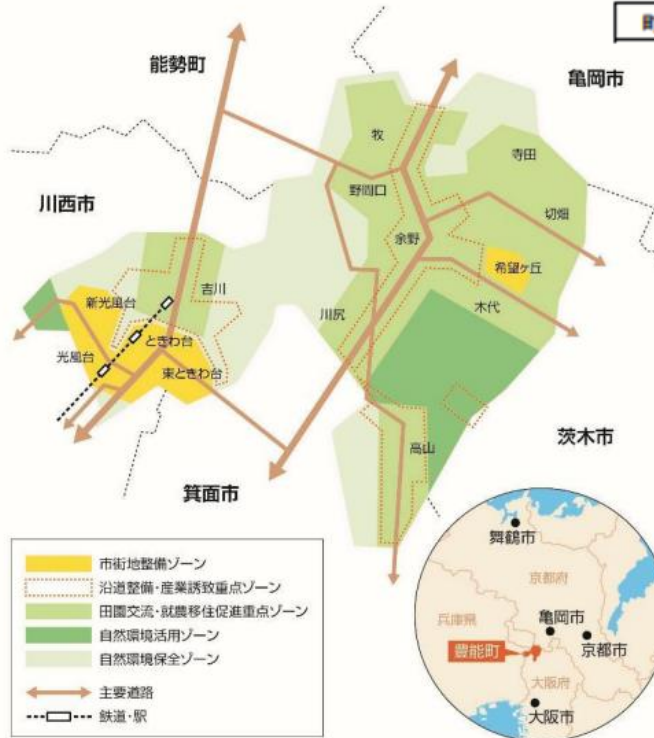 能勢町
亀岡市
牧
寺田
野間口
切畑
川西市
余野
希望ヶ丘
吉川
新光風台
川尻
木代
ときわ台
光風台
東ときわ台
高山
茨木市
箕面市
市街地整備ゾーン
沿道整備・産業誘致重点ゾーン
田園交流・就農移住促進重点ゾーン
自然環境活用ゾーン
自然環境保全ゾーン
主要道路
鉄道・駅
舞鶴市
京都府
兵庫県
亀岡市
豊能町
京都市
大阪府
大阪市